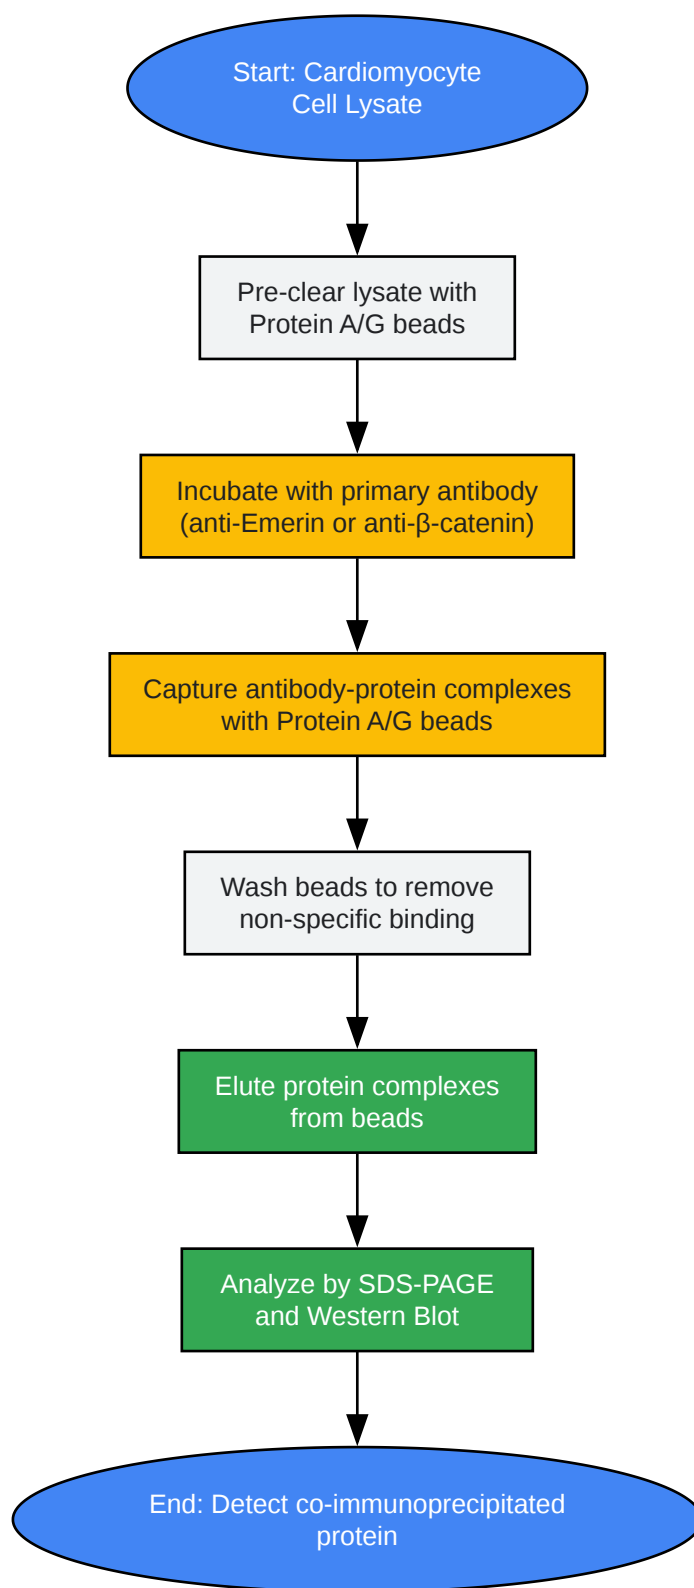 Start: Cardiomyocyte
Cell Lysate
Pre-clear lysate with
Protein A/G beads
Incubate with primary antibody
(anti-Emerin or anti-β-catenin)
Capture antibody-protein complexes
with Protein A/G beads
Wash beads to remove
non-specific binding
Elute protein complexes
from beads
Analyze by SDS-PAGE
and Western Blot
End: Detect co-immunoprecipitated
protein